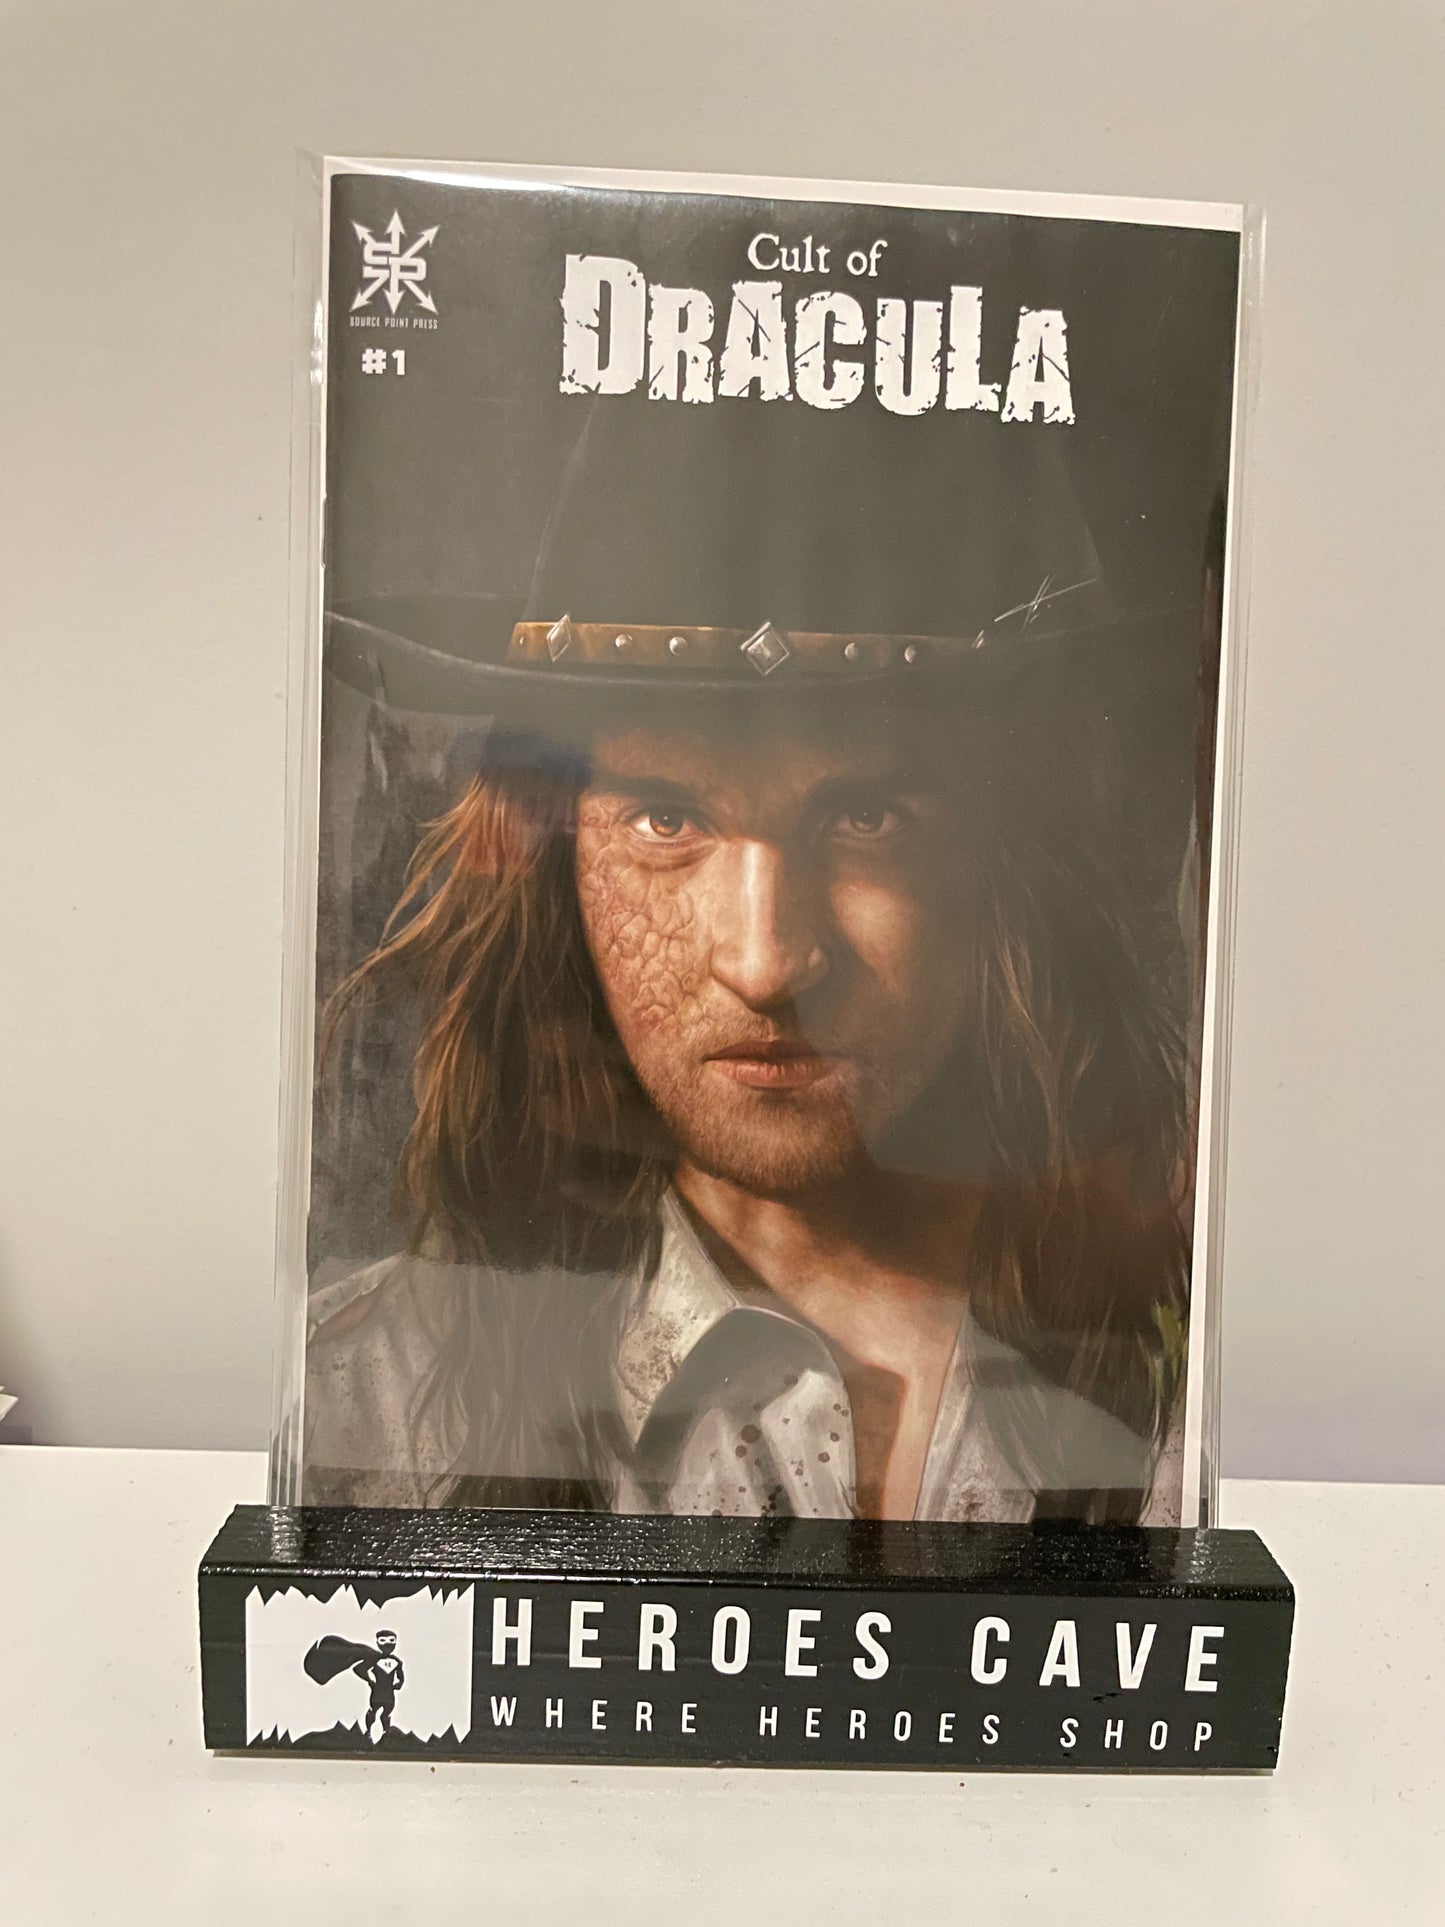 Cult of
DRACULA
SOURCE POINT PRESS
#1
HEROES CAVE
WHERE HEROES SHOP